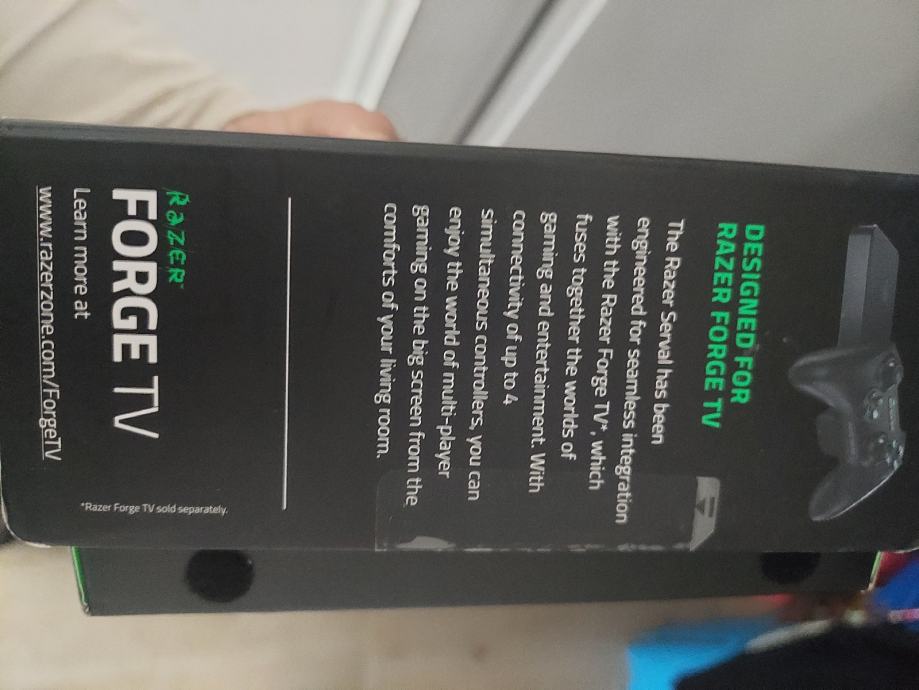 DESIGNED FOR
RAZER FORGE TV
The Razer Serval has been
engineered for seamless integration
with the Razer Forge TV*, which
fuses together the worlds of
gaming and entertainment. With
connectivity of up to 4
simultaneous controllers, you can
enjoy the world of multi-player
gaming on the big screen from the
comforts of your living room.
RAZER™
FORGE TV
Learn more at
www.razerzone.com/ForgeTV
*Razer Forge TV sold separately.